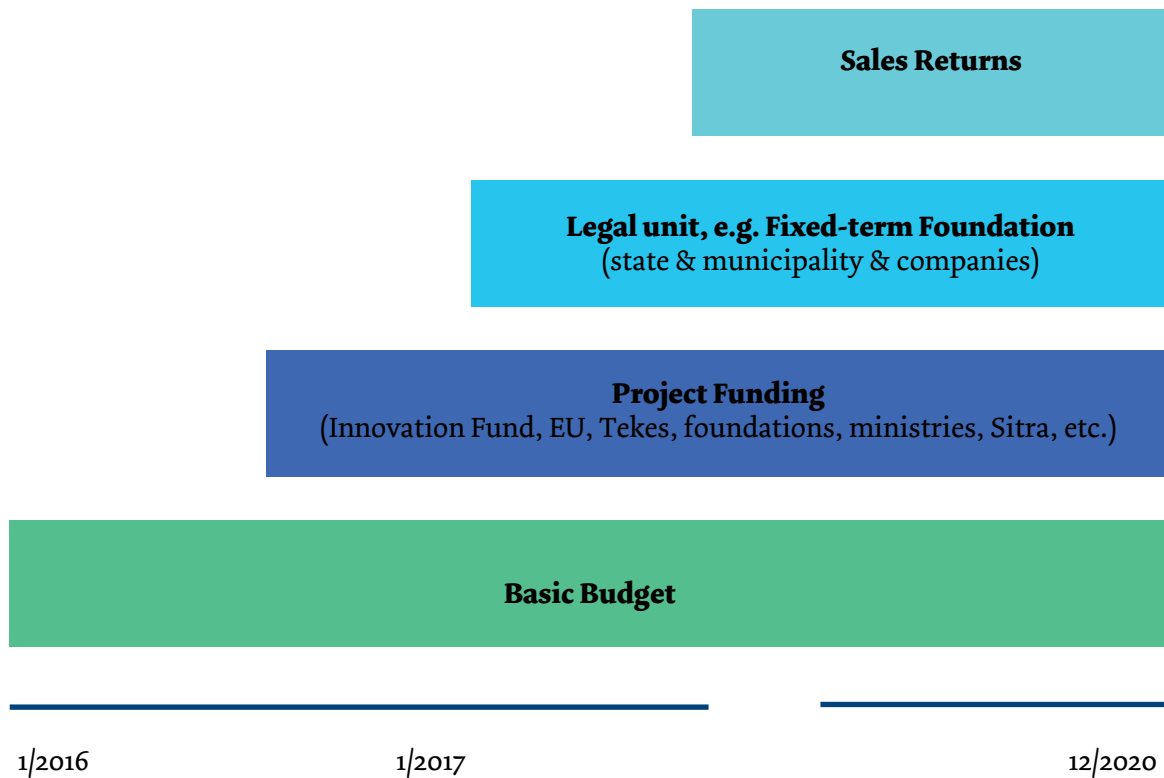 Sales Returns
Legal unit, e.g. Fixed-term Foundation
(state & municipality & companies)
Project Funding
(Innovation Fund, EU, Tekes, foundations, ministries, Sitra, etc.)
Basic Budget
1/2016 1/2017 12/2020